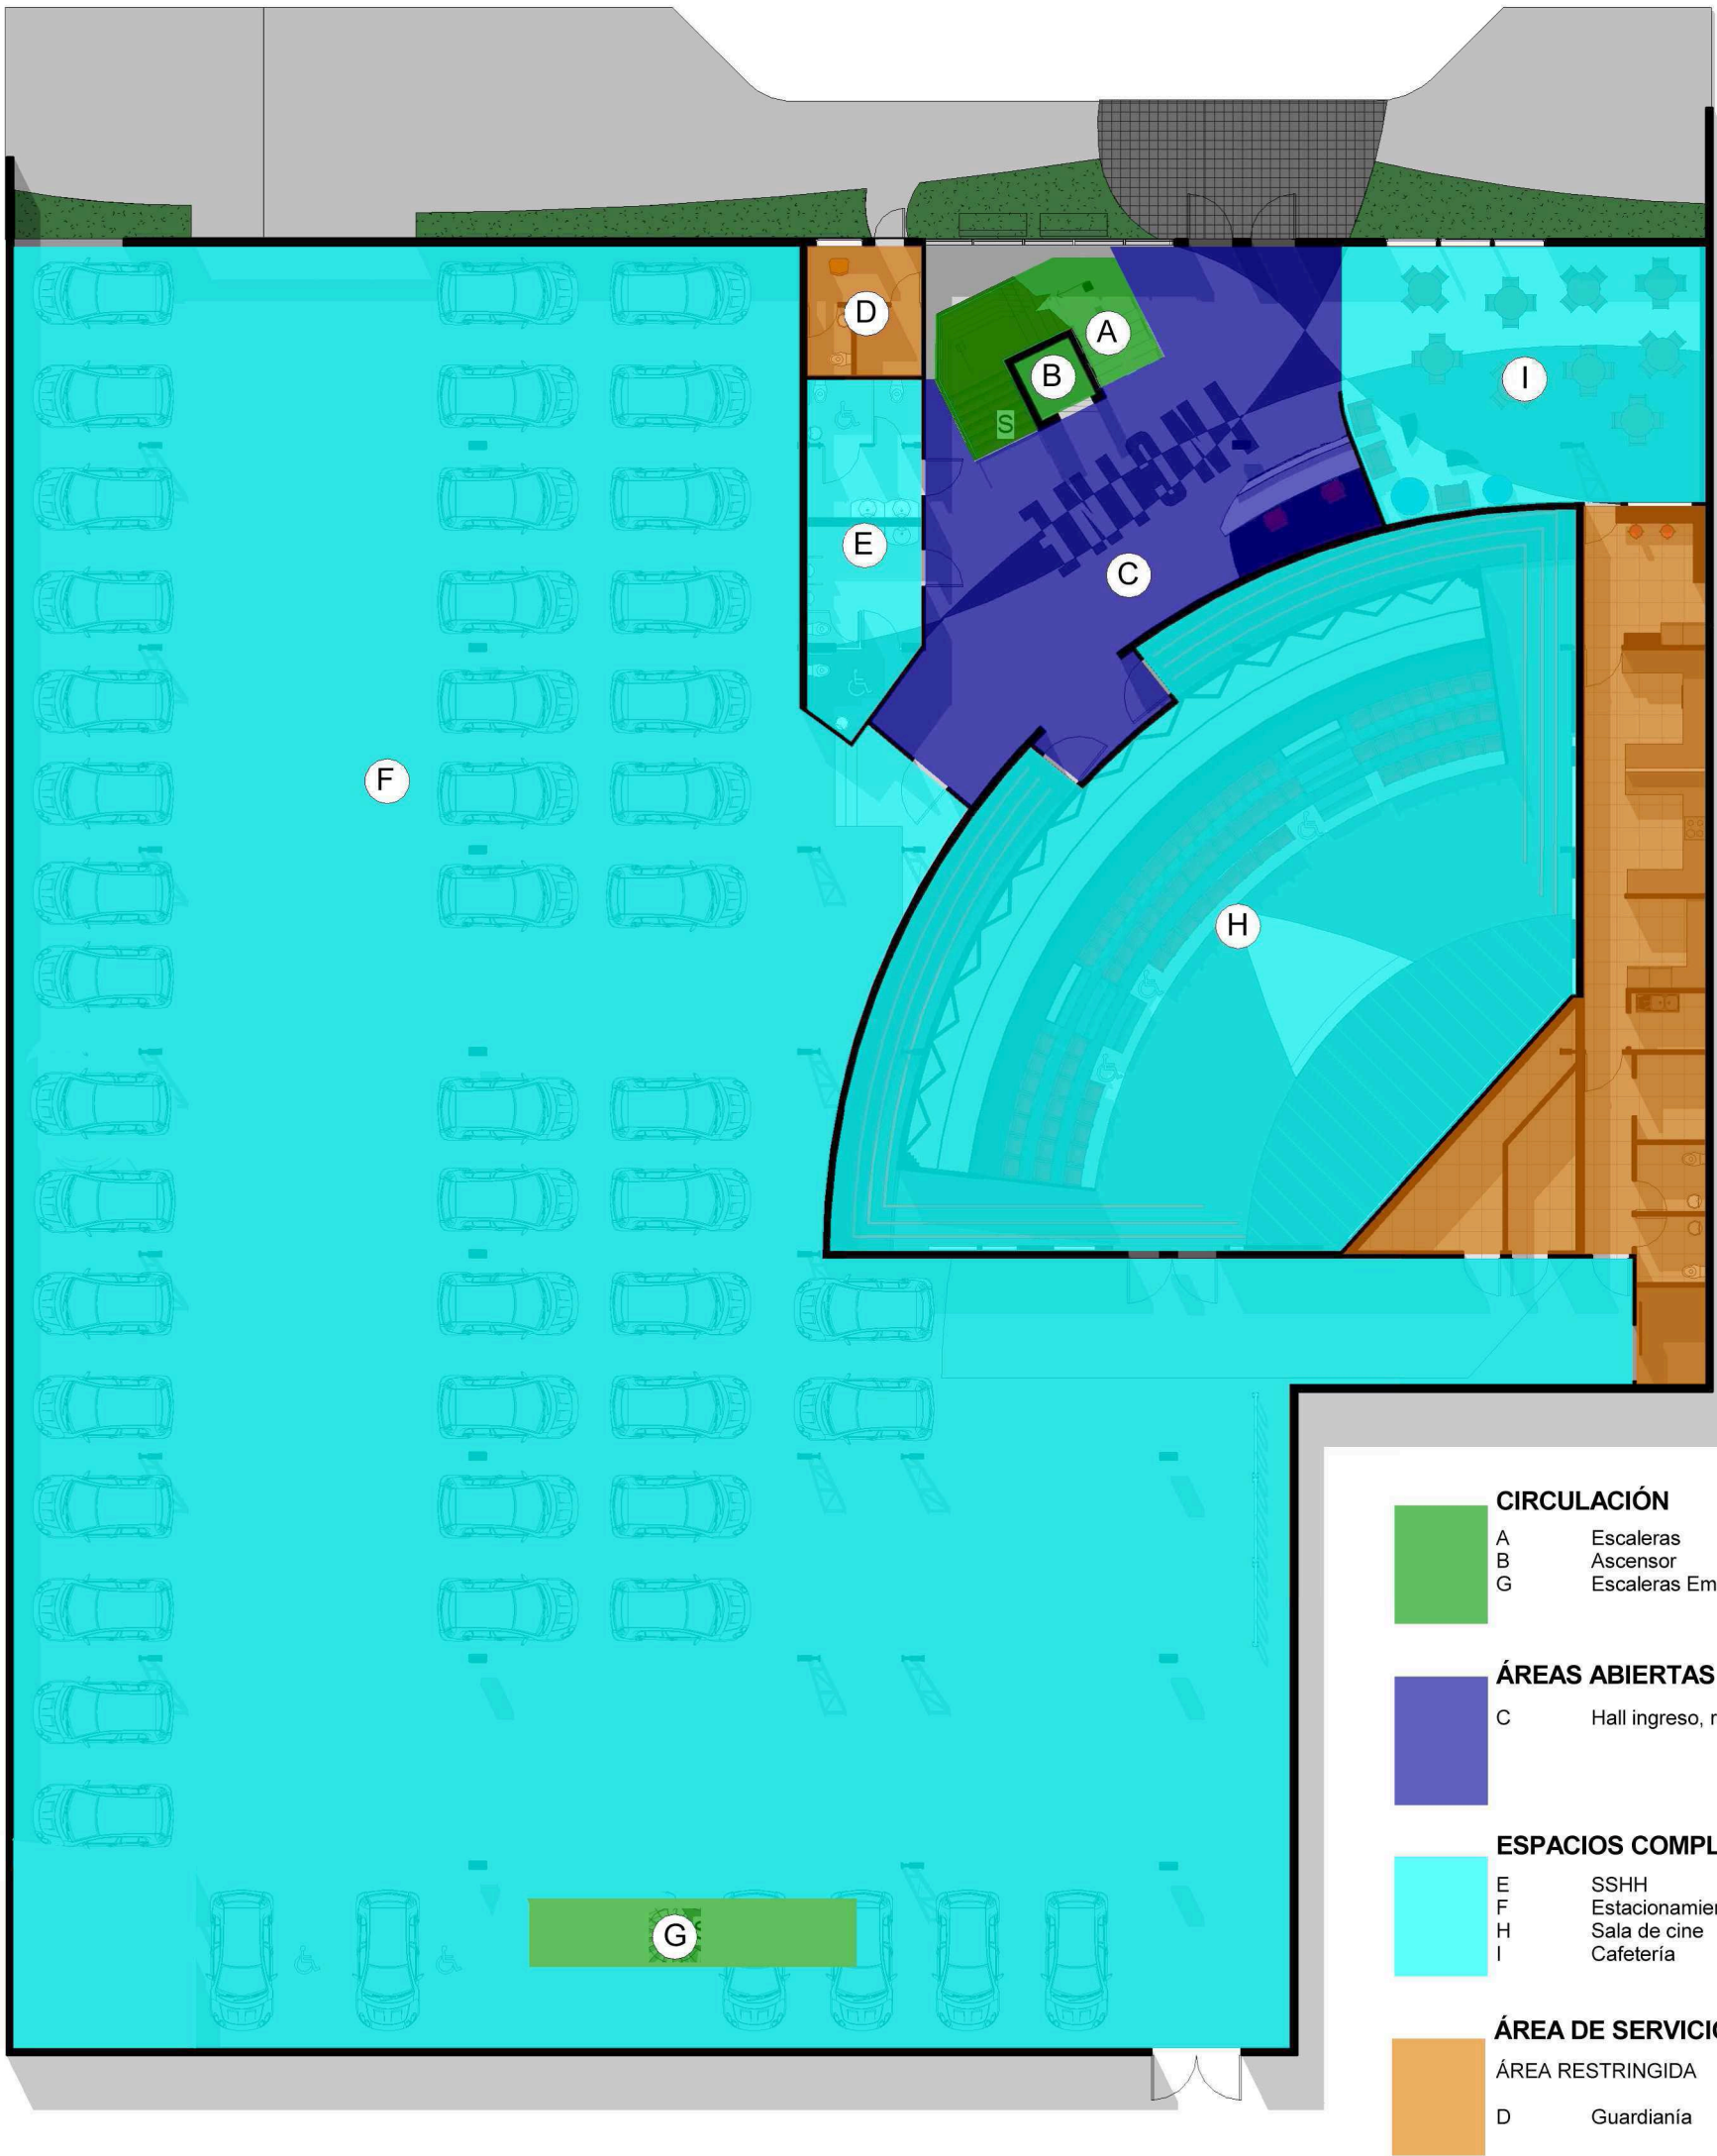 D
A
B
I
S
E
C
F
H
G
CIRCULACIÓN
A Escaleras
B Ascensor
G Escaleras Em
ÁREAS ABIERTAS
C Hall ingreso, r
ESPACIOS COMPL
E SSHH
F Estacionamien
H Sala de cine
I Cafetería
ÁREA DE SERVICIO
ÁREA RESTRINGIDA
D Guardianía